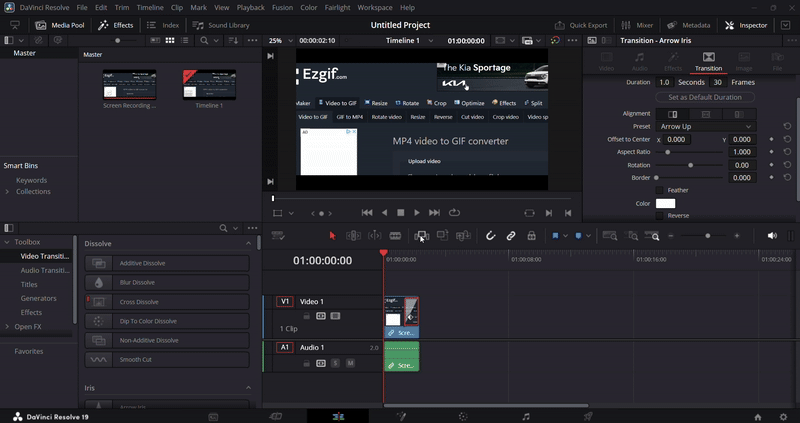 DaVinci Resolve File Edit Trim Timeline Clip Mark View Playback Fusion Color Fairlight Workspace Help
Media Pool Effects Index Sound Library Untitled Project Quick Export Mixer Metadata Inspector
Master 25% 00:00:02:10 Timeline 1 01:00:00:00 Transition - Arrow Iris
Master
Screen Recording ... Timeline 1
Smart Bins
Keywords
Collections
Ezgif.com The Kia Sportage
Maker Video to GIF Resize Rotate Crop Optimize Effects Split
Video to GIF GIF to MP4 Rotate video Resize Reverse Cut video Crop video Video sp
AD
MP4 video to GIF converter
Upload video
Video Audio Effects Transition Image File
Duration 1.0 Seconds 30 Frames
Set as Default Duration
Alignment
Preset Arrow Up
Offset to Center X 0.000 Y 0.000
Aspect Ratio 1.000
Rotation 0.00
Border 0.000
Feather
Color
Reverse
Toolbox
Video Transiti...
Audio Transiti...
Titles
Generators
Effects
Open FX
Favorites
Dissolve
Additive Dissolve
Blur Dissolve
Cross Dissolve
Dip To Color Dissolve
Non-Additive Dissolve
Smooth Cut
Iris
Arrow Iris
01:00:00:00 01:00:00:00 01:00:08:00 01:00:16:00 01:00:24:00
V1 Video 1
1 Clip
Scre...
A1 Audio 1 2.0
S M
Scre...
DaVinci Resolve 19